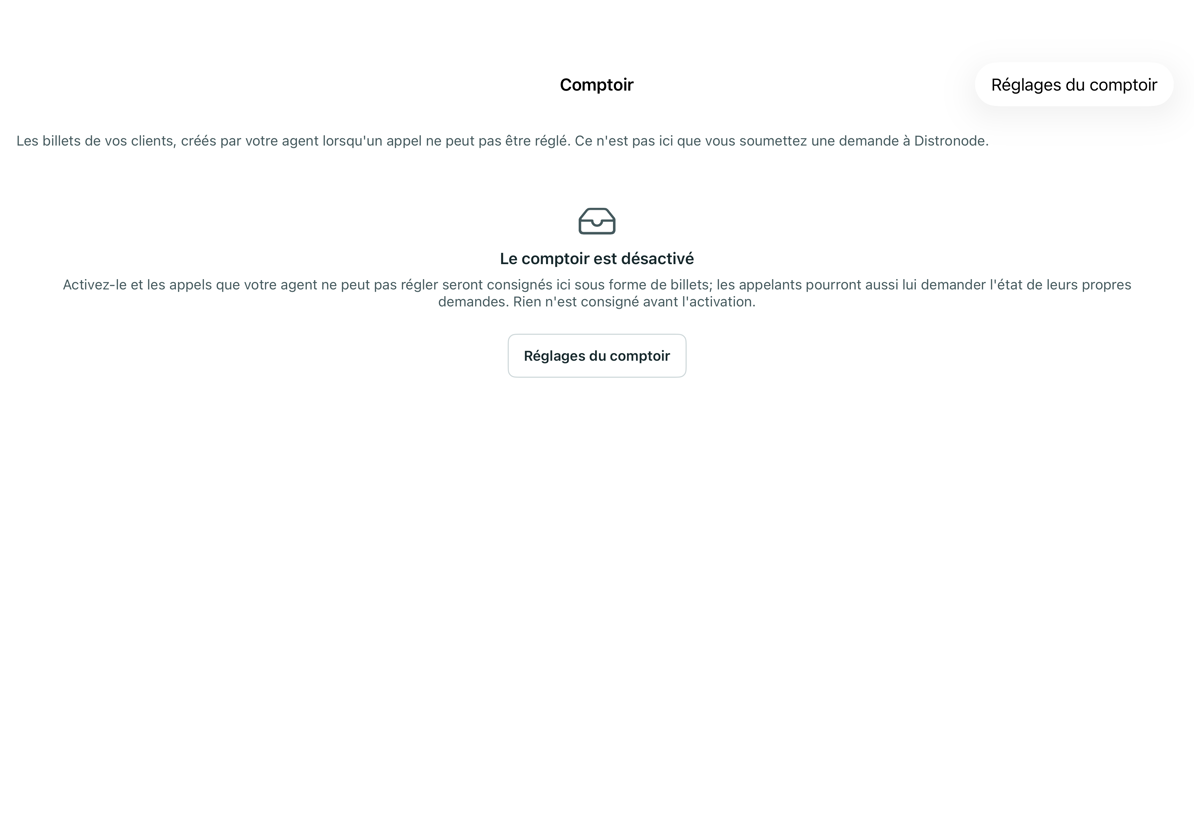 Comptoir
Réglages du comptoir
Les billets de vos clients, créés par votre agent lorsqu'un appel ne peut pas être réglé. Ce n'est pas ici que vous soumettez une demande à Distronode.
Le comptoir est désactivé
Activez-le et les appels que votre agent ne peut pas régler seront consignés ici sous forme de billets; les appelants pourront aussi lui demander l'état de leurs propres
demandes. Rien n'est consigné avant l'activation.
Réglages du comptoir